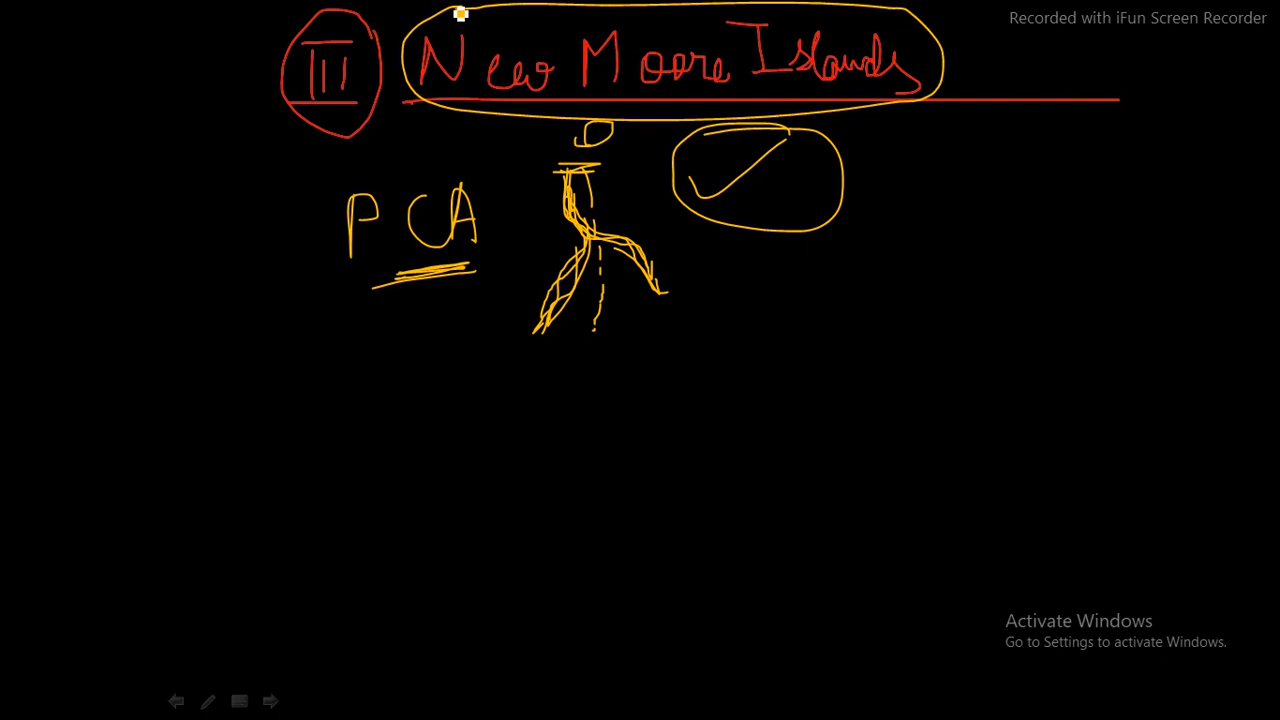 Recorded with iFun Screen Recorder
III New Moore Islands
PCA
Activate Windows
Go to Settings to activate Windows.